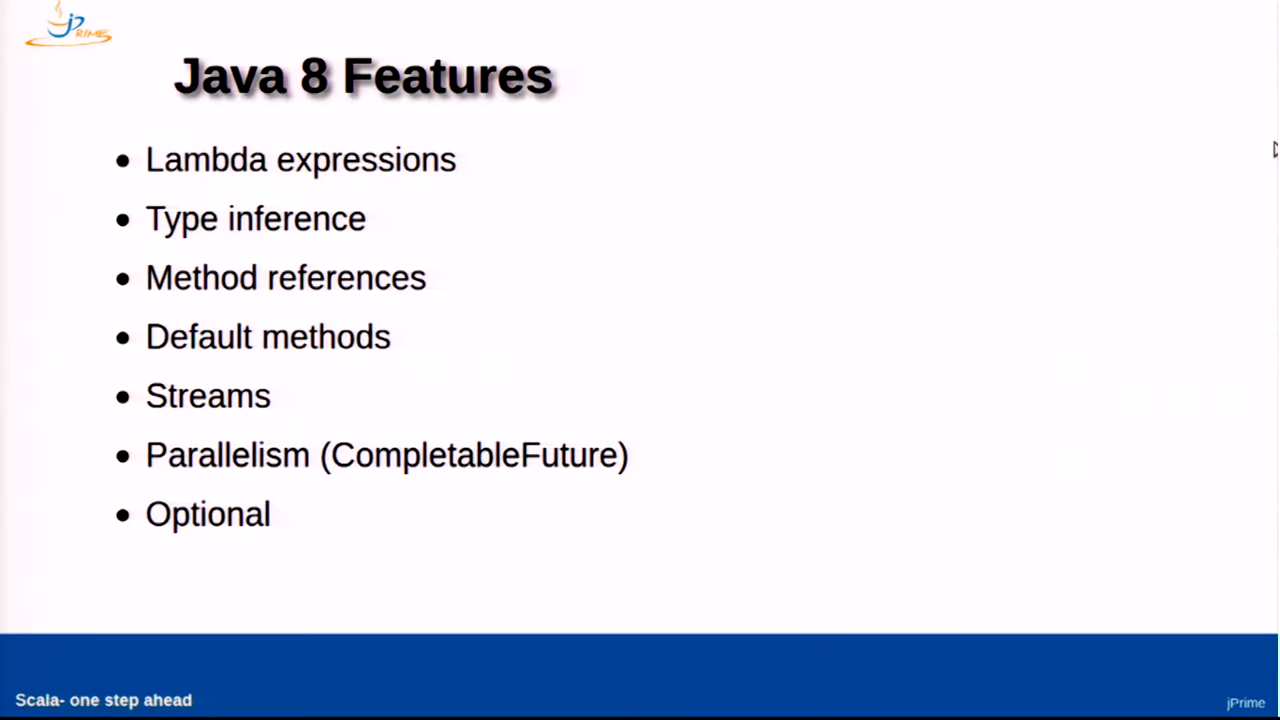 jPRIME
Java 8 Features
Lambda expressions
Type inference
Method references
Default methods
Streams
Parallelism (CompletableFuture)
Optional
Scala- one step ahead
jPrime